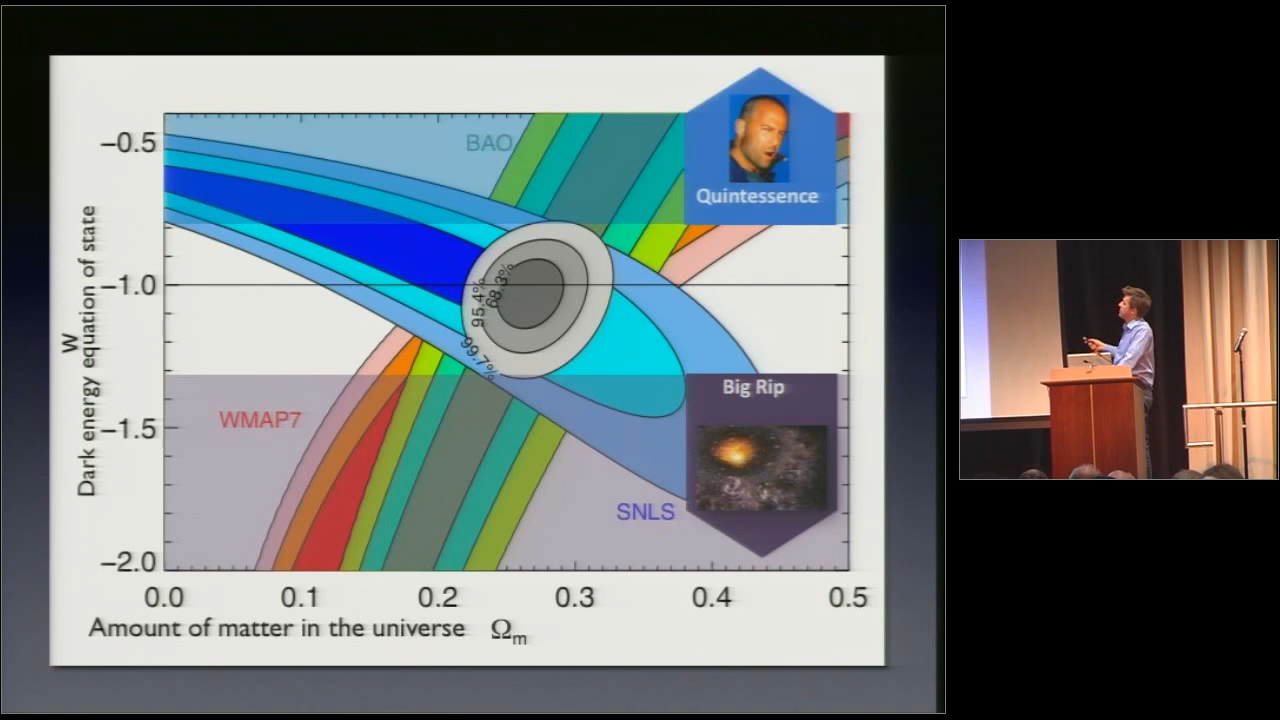 BAO
Quintessence
−0.5
−1.0
−1.5
−2.0
w
Dark energy equation of state
68.3%
95.4%
99.7%
WMAP7
Big Rip
SNLS
0.0 0.1 0.2 0.3 0.4 0.5
Amount of matter in the universe Ωm